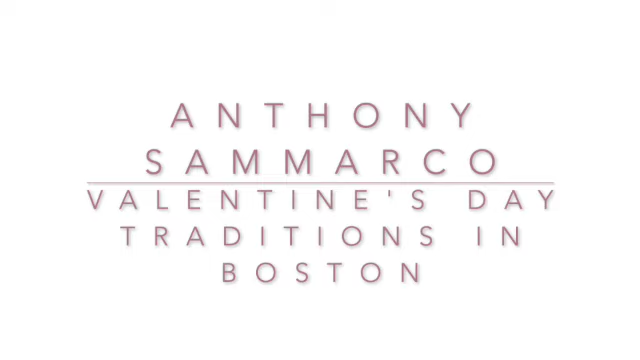 ANTHONY
SAMMARCO
VALENTINE'S DAY
TRADITIONS IN
BOSTON